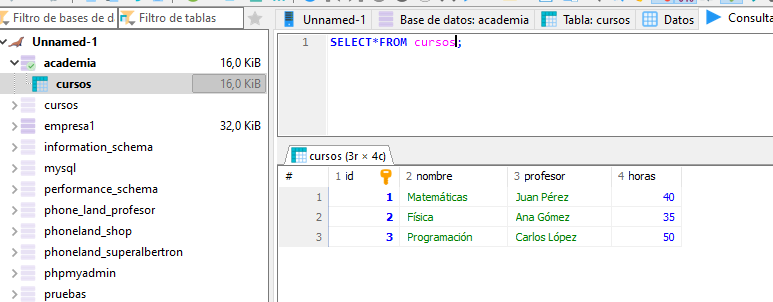 Filtro de bases de d Filtro de tablas
Unnamed-1 Base de datos: academia Tabla: cursos Datos Consulta
Unnamed-1
academia 16,0 KiB
cursos 16,0 KiB
cursos
empresa1 32,0 KiB
information_schema
mysql
performance_schema
phone_land_profesor
phoneland_shop
phoneland_superalbertron
phpmyadmin
pruebas
1 SELECT*FROM cursos;
cursos (3r × 4c)
# 1 id 2 nombre 3 profesor 4 horas
1 1 Matemáticas Juan Pérez 40
2 2 Física Ana Gómez 35
3 3 Programación Carlos López 50